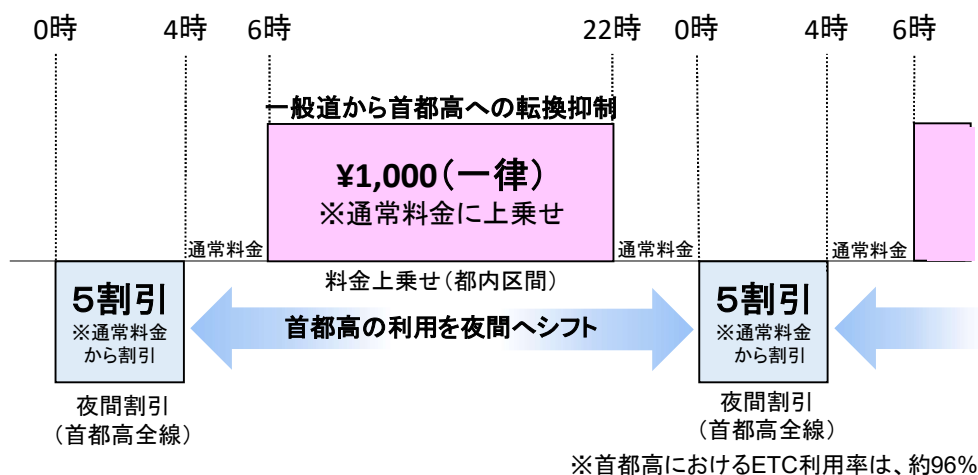 0時 4時 6時 22時 0時 4時 6時
一般道から首都高への転換抑制
¥1,000(一律)
※通常料金に上乗せ
通常料金 通常料金 通常料金
料金上乗せ(都内区間)
5割引
※通常料金
から割引
首都高の利用を夜間へシフト
5割引
※通常料金
から割引
夜間割引
(首都高全線)
夜間割引
(首都高全線)
※首都高におけるETC利用率は、約96%